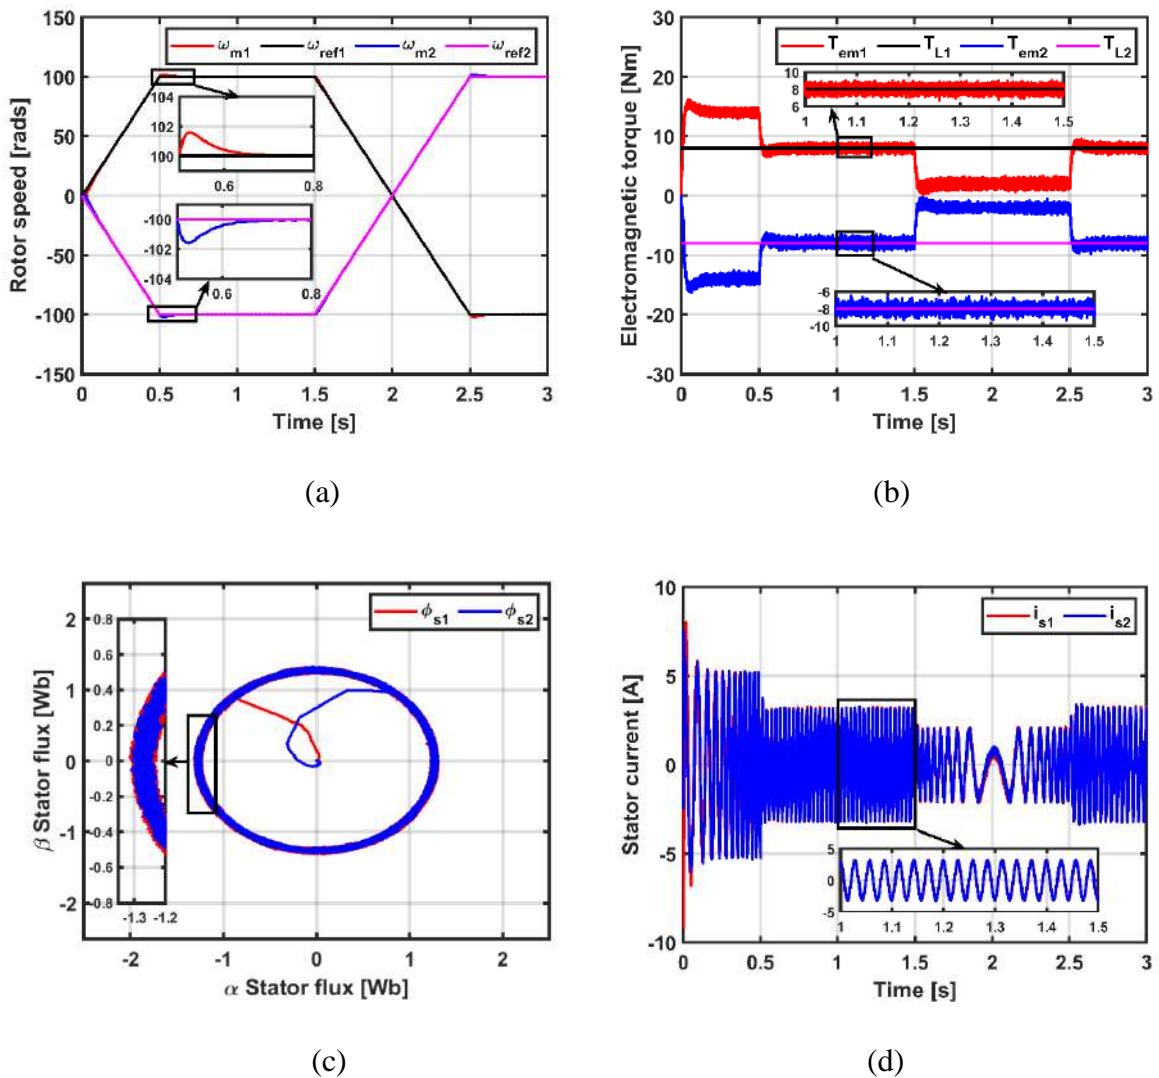 ω_m1 ω_ref1 ω_m2 ω_ref2
Rotor speed [rads]
150
100
50
0
-50
-100
-150
104
102
100
0.6 0.8
-100
-102
-104
0.6 0.8
0 0.5 1 1.5 2 2.5 3
Time [s]
(a)
T_em1 T_L1 T_em2 T_L2
Electromagnetic torque [Nm]
30
20
10
0
-10
-20
-30
10
8
6
1 1.1 1.2 1.3 1.4 1.5
-6
-8
-10
1 1.1 1.2 1.3 1.4 1.5
0 0.5 1 1.5 2 2.5 3
Time [s]
(b)
ϕ_s1 ϕ_s2
β Stator flux [Wb]
2
1
0
-1
-2
0.8
0.6
0.4
0.2
0
-0.2
-0.4
-0.6
-0.8
-1.3 -1.2
-2 -1 0 1 2
α Stator flux [Wb]
(c)
i_s1 i_s2
Stator current [A]
10
5
0
-5
-10
5
0
-5
1 1.1 1.2 1.3 1.4 1.5
0 0.5 1 1.5 2 2.5 3
Time [s]
(d)